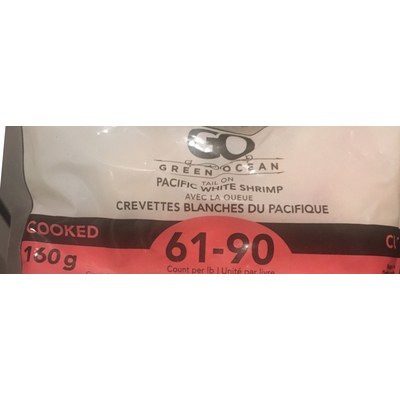 GO
GREEN OCEAN
TAIL ON
PACIFIC WHITE SHRIMP
AVEC LA QUEUE
CREVETTES BLANCHES DU PACIFIQUE
COOKED
61-90
160 g
Count per lb | Unité par livre